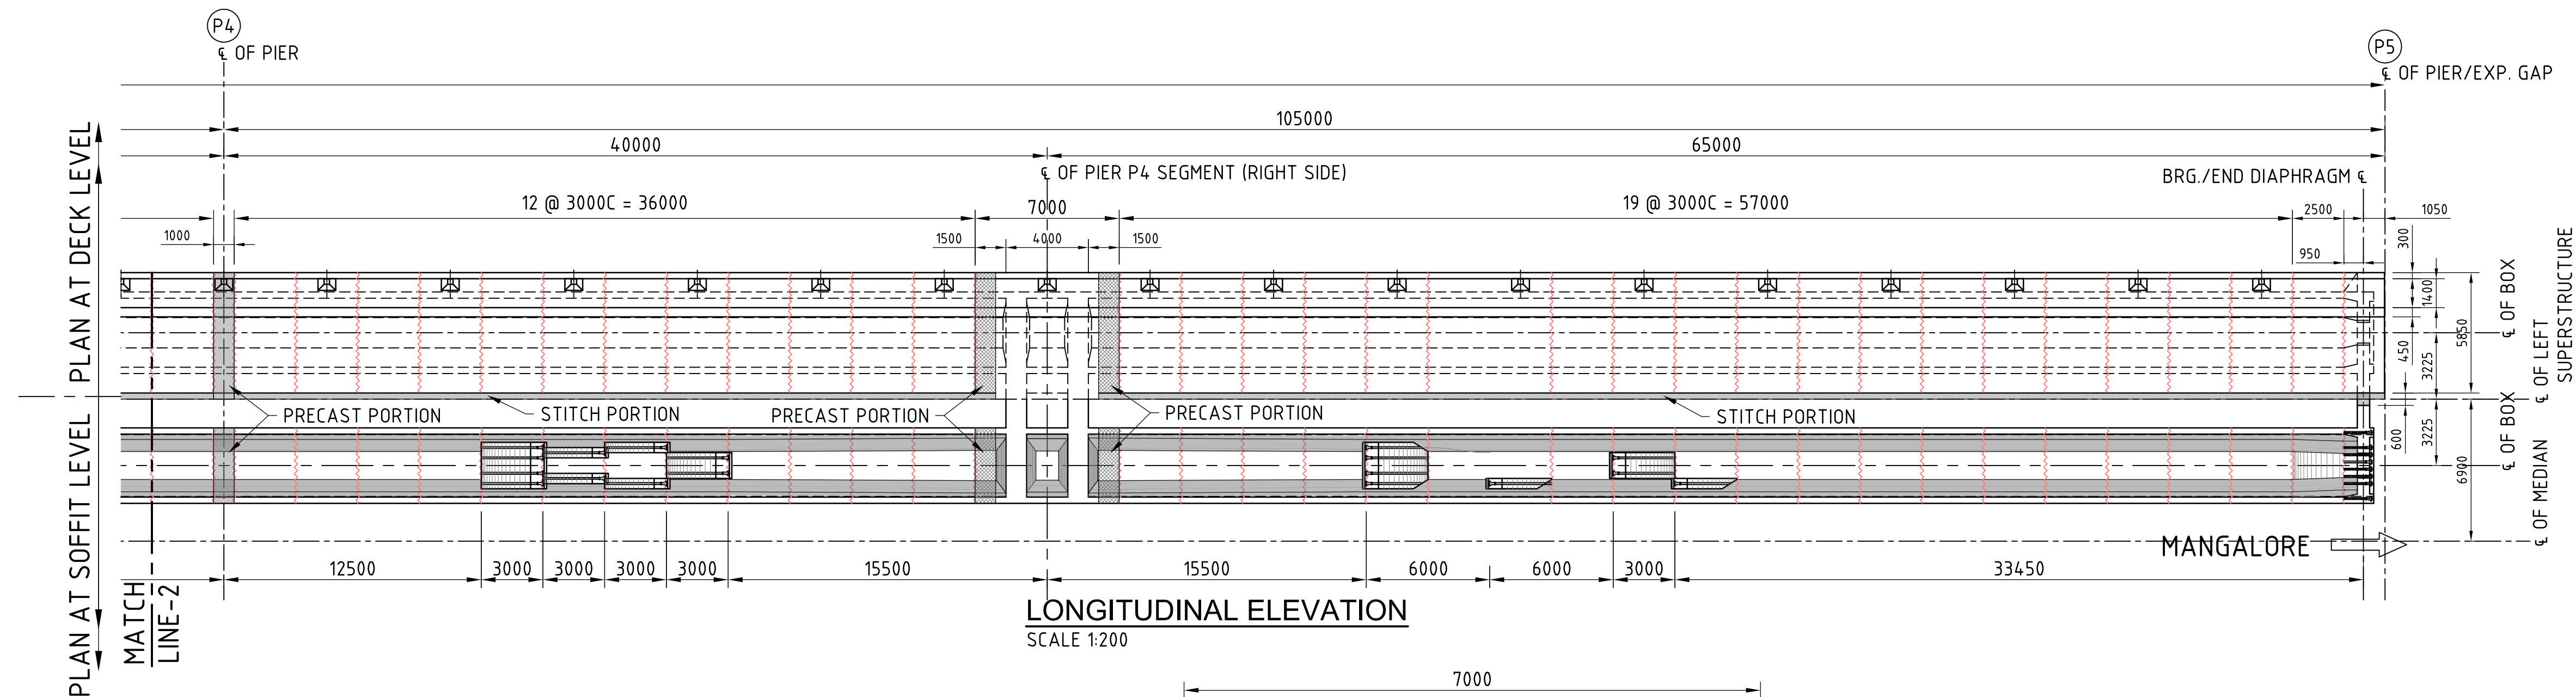 P4
℄ OF PIER
P5
℄ OF PIER/EXP. GAP
105000
40000
65000
℄ OF PIER P4 SEGMENT (RIGHT SIDE)
BRG./END DIAPHRAGM ℄
12 @ 3000C = 36000
7000
19 @ 3000C = 57000
2500
1050
1000
1500
4000
1500
950
300
1400
5850
450
3225
600
3225
6900
℄ OF BOX
℄ OF LEFT
SUPERSTRUCTURE
℄ OF BOX
℄ OF MEDIAN
PLAN AT DECK LEVEL
PLAN AT SOFFIT LEVEL
PRECAST PORTION
STITCH PORTION
PRECAST PORTION
PRECAST PORTION
STITCH PORTION
MANGALORE
12500
3000
3000
3000
3000
15500
15500
6000
6000
3000
33450
MATCH
LINE-2
LONGITUDINAL ELEVATION
SCALE 1:200
7000